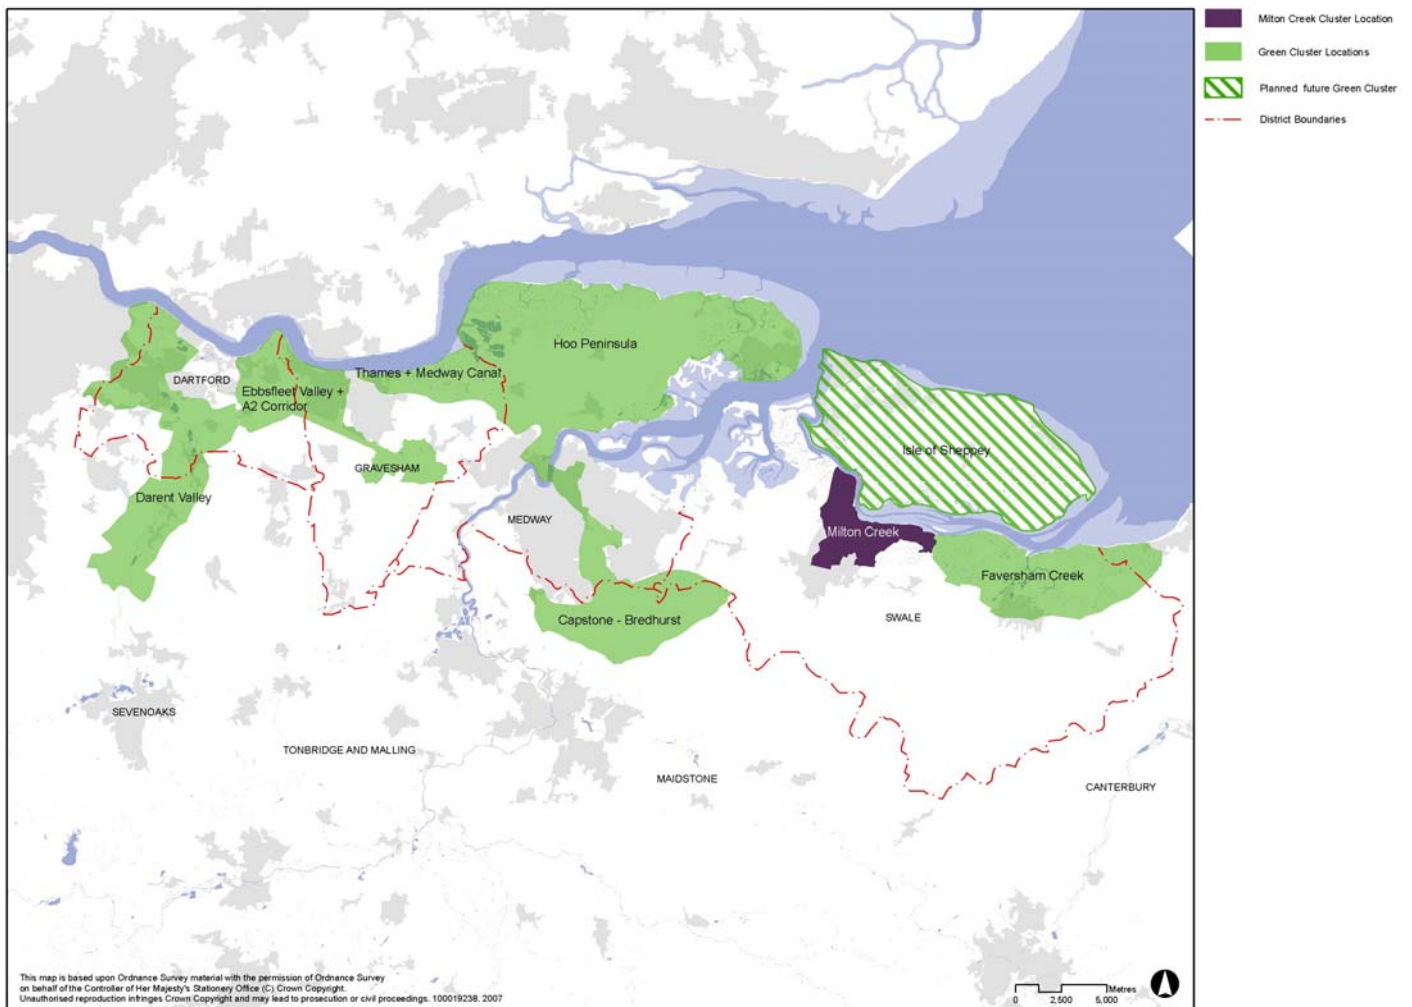 Milton Creek Cluster Location
Green Cluster Locations
Planned future Green Cluster
District Boundaries
Hoo Peninsula
Thames + Medway Canal
DARTFORD
Ebbsfleet Valley +
A2 Corridor
GRAVESHAM
Isle of Sheppey
Darent Valley
MEDWAY
Milton Creek
Faversham Creek
Capstone - Bredhurst
SWALE
SEVENOAKS
TONBRIDGE AND MALLING
MAIDSTONE
CANTERBURY
This map is based upon Ordnance Survey material with the permission of Ordnance Survey
on behalf of the Controller of Her Majesty's Stationery Office (C) Crown Copyright.
Unauthorised reproduction infringes Crown Copyright and may lead to prosecution or civil proceedings. 100019238. 2007
Metres
0 2,500 5,000